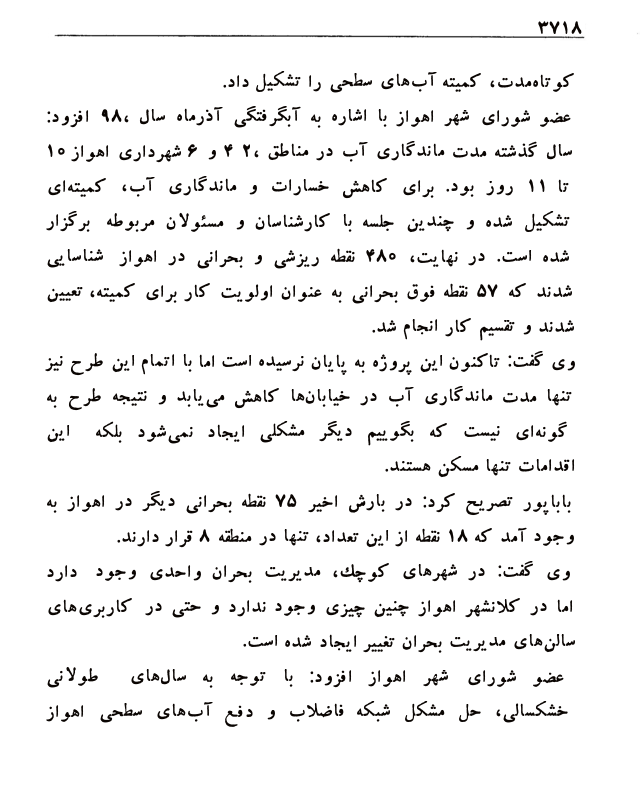 ۳۷۱۸
کوتاه‌مدت، کمیته آب‌های سطحی را تشکیل داد.
عضو شورای شهر اهواز با اشاره به آبگرفتگی آذرماه سال ،۹۸ افزود:
سال گذشته مدت ماندگاری آب در مناطق ،۲ ۴ و ۶ شهرداری اهواز ۱۰
تا ۱۱ روز بود. برای کاهش خسارات و ماندگاری آب، کمیته‌ای
تشکیل شده و چندین جلسه با کارشناسان و مسئولان مربوطه برگزار
شده است. در نهایت، ۴۸۰ نقطه ریزشی و بحرانی در اهواز شناسایی
شدند که ۵۷ نقطه فوق بحرانی به عنوان اولویت کار برای کمیته، تعیین
شدند و تقسیم کار انجام شد.
وی گفت: تاکنون این پروژه به پایان نرسیده است اما با اتمام این طرح نیز
تنها مدت ماندگاری آب در خیابان‌ها کاهش می‌یابد و نتیجه طرح به
گونه‌ای نیست که بگوییم دیگر مشکلی ایجاد نمی‌شود بلکه این
اقدامات تنها مسکن هستند.
باباپور تصریح کرد: در بارش اخیر ۷۵ نقطه بحرانی دیگر در اهواز به
وجود آمد که ۱۸ نقطه از این تعداد، تنها در منطقه ۸ قرار دارند.
وی گفت: در شهرهای کوچك، مدیریت بحران واحدی وجود دارد
اما در کلانشهر اهواز چنین چیزی وجود ندارد و حتی در کاربری‌های
سالن‌های مدیریت بحران تغییر ایجاد شده است.
عضو شورای شهر اهواز افزود: با توجه به سال‌های طولانی
خشکسالی، حل مشکل شبکه فاضلاب و دفع آب‌های سطحی اهواز